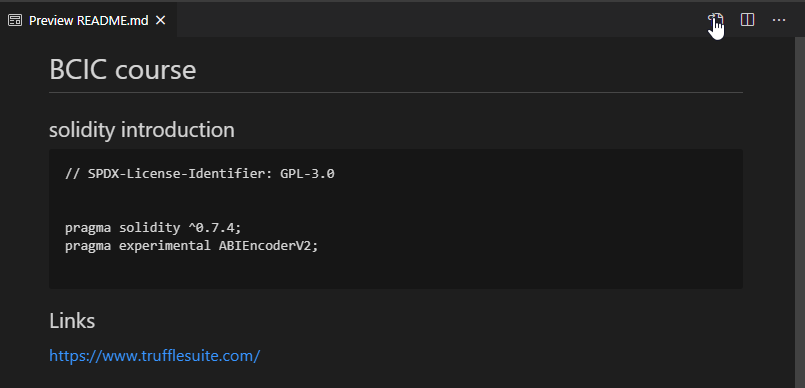 Preview README.md
BCIC course
solidity introduction
// SPDX-License-Identifier: GPL-3.0
pragma solidity ^0.7.4;
pragma experimental ABIEncoderV2;
Links
https://www.trufflesuite.com/